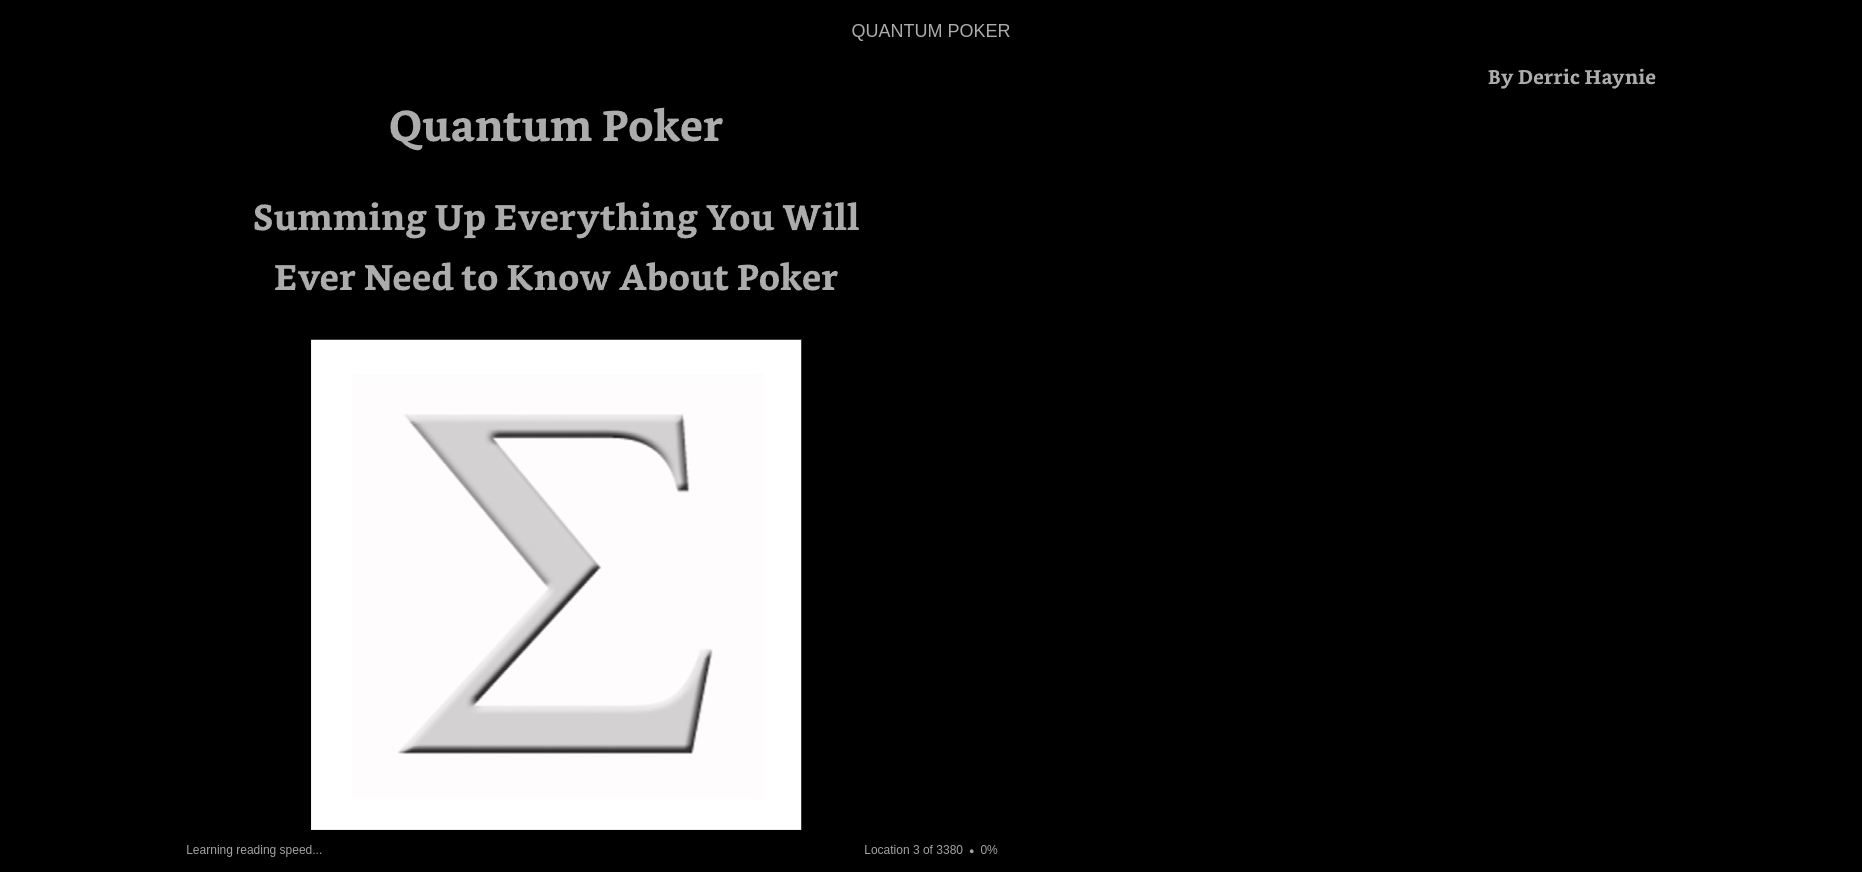 QUANTUM POKER
Quantum Poker
Summing Up Everything You Will
Ever Need to Know About Poker
Σ
By Derric Haynie
Learning reading speed...
Location 3 of 3380 • 0%